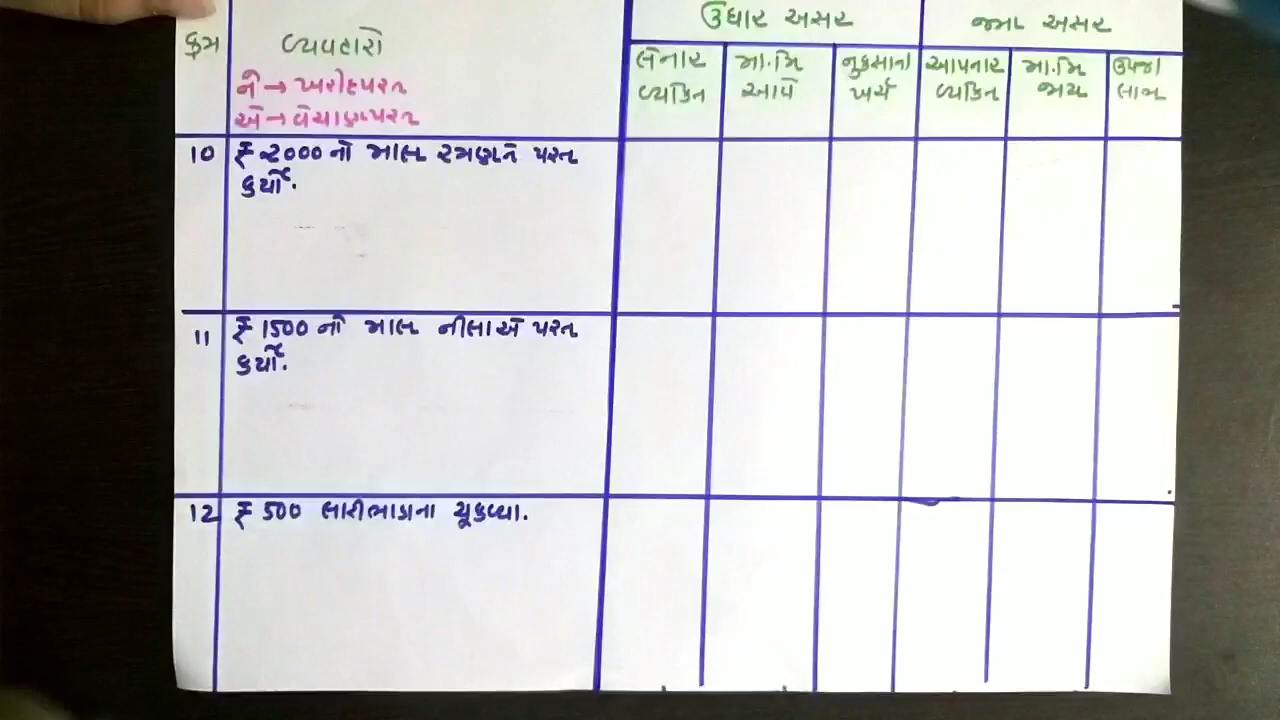 ઉધાર અસર
જમા અસર
ક્રમ
વ્યવહારો
લેનાર
વ્યકિત
મા.મિ
આવે
નુકસાન/
ખર્ચ
આપનાર
વ્યકિત
મા.મિ
જાય
ઉપજ/
લાભ
ને → ખરીદપરત
એ → વેચાણપરત
10 ₹ 2000 નો માલ રમણને પરત
કર્યો.
11 ₹ 1500 નો માલ નીલાએ પરત
કર્યો.
12 ₹ 500 લારીભાડાના ચૂકવ્યા.